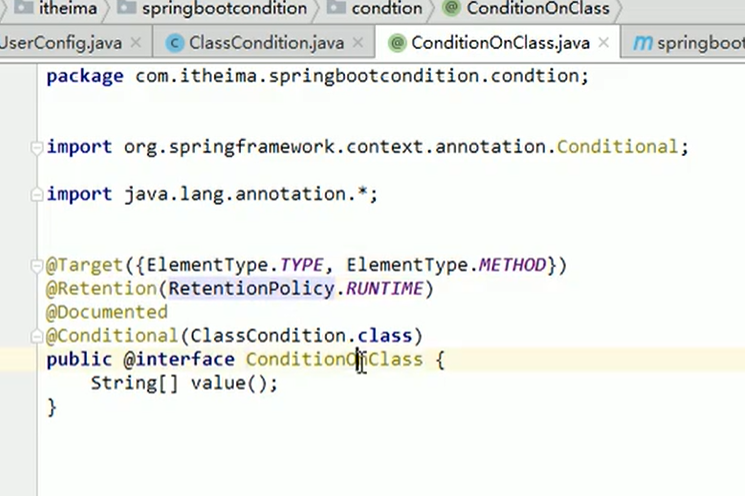 itheima springbootcondition condtion ConditionOnClass
UserConfig.java ClassCondition.java ConditionOnClass.java springboot
package com.itheima.springbootcondition.condtion;
import org.springframework.context.annotation.Conditional;
import java.lang.annotation.*;
@Target({ElementType.TYPE, ElementType.METHOD})
@Retention(RetentionPolicy.RUNTIME)
@Documented
@Conditional(ClassCondition.class)
public @interface ConditionOnClass {
String[] value();
}